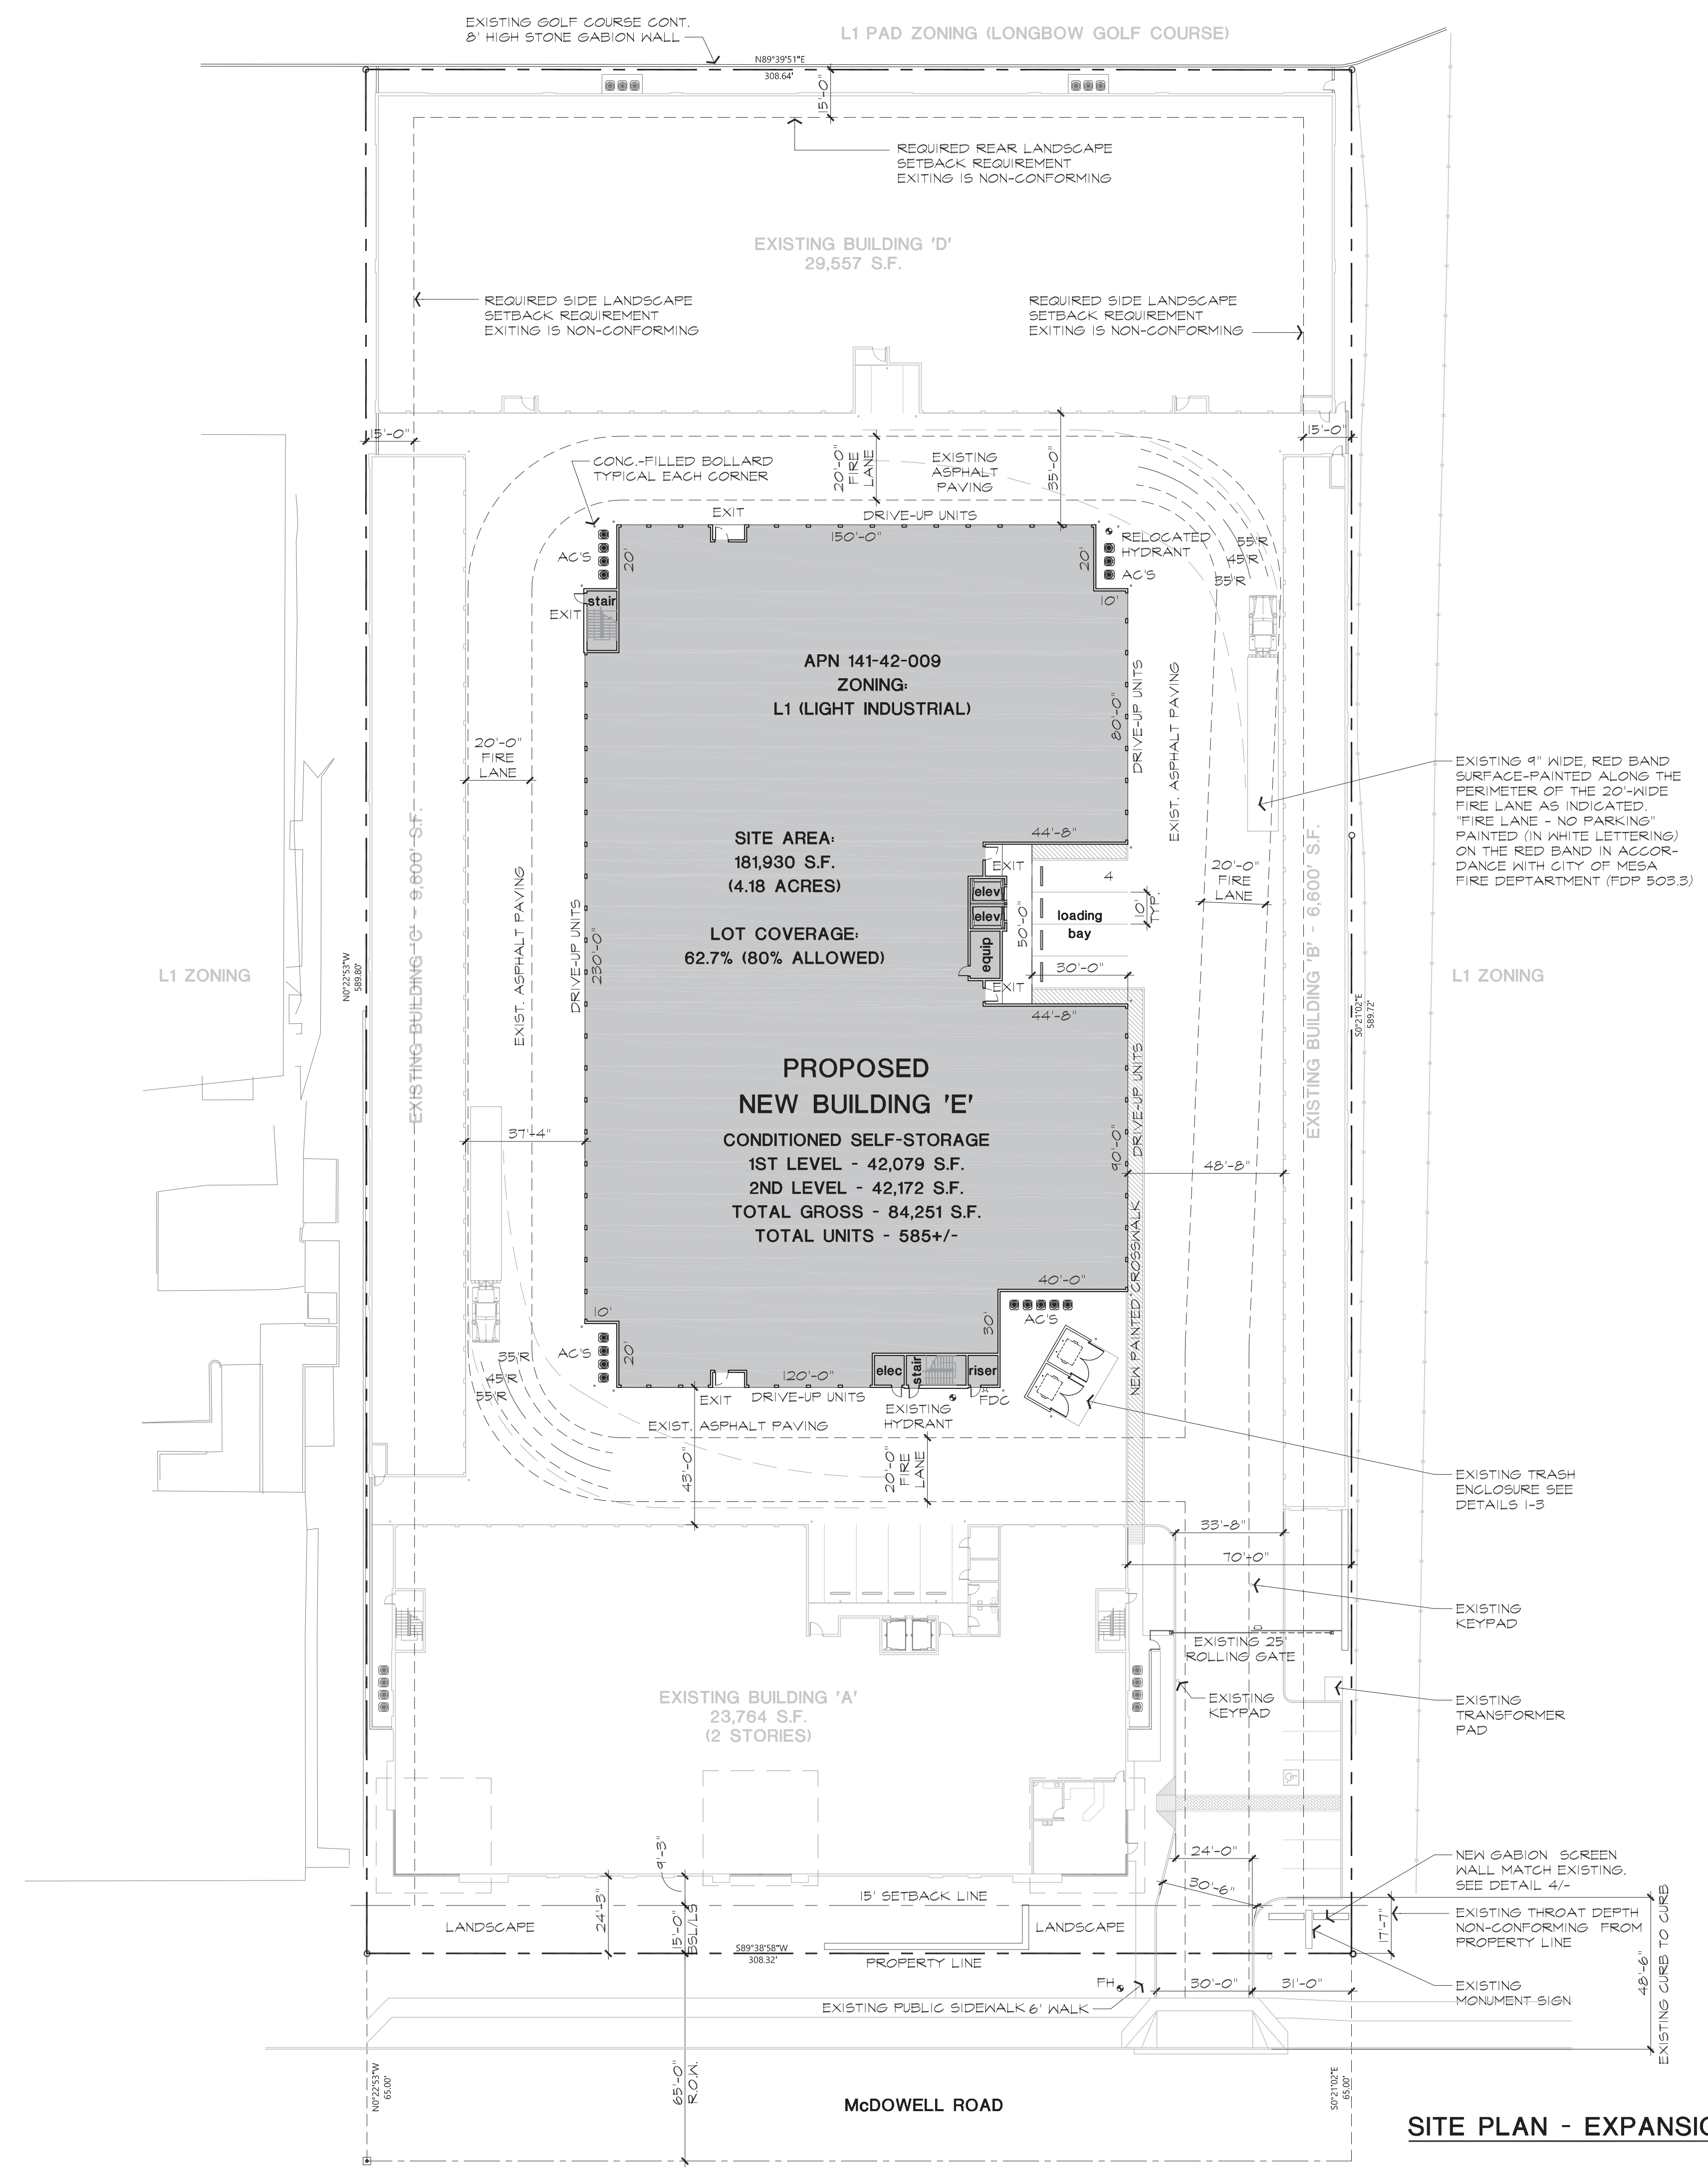 EXISTING GOLF COURSE CONT.
8' HIGH STONE GABION WALL
L1 PAD ZONING (LONGBOW GOLF COURSE)
N89°39'51"E
308.64'
15'-0"
REQUIRED REAR LANDSCAPE
SETBACK REQUIREMENT
EXITING IS NON-CONFORMING
EXISTING BUILDING 'D'
29,557 S.F.
REQUIRED SIDE LANDSCAPE
SETBACK REQUIREMENT
EXITING IS NON-CONFORMING
REQUIRED SIDE LANDSCAPE
SETBACK REQUIREMENT
EXITING IS NON-CONFORMING
15'-0"
15'-0"
CONC.-FILLED BOLLARD
TYPICAL EACH CORNER
20'-0"
FIRE
LANE
EXISTING
ASPHALT
PAVING
35'-0"
EXIT
DRIVE-UP UNITS
150'-0"
AC'S
20'
20'
RELOCATED
HYDRANT
AC'S
55'R
45'R
35'R
stair
EXIT
10'
APN 141-42-009
ZONING:
L1 (LIGHT INDUSTRIAL)
80'-0"
DRIVE-UP UNITS
EXIST. ASPHALT PAVING
20'-0"
FIRE
LANE
EXISTING 9" WIDE, RED BAND
SURFACE-PAINTED ALONG THE
PERIMETER OF THE 20'-WIDE
FIRE LANE AS INDICATED.
"FIRE LANE - NO PARKING"
PAINTED (IN WHITE LETTERING)
ON THE RED BAND IN ACCOR-
DANCE WITH CITY OF MESA
FIRE DEPTARTMENT (FDP 503.3)
SITE AREA:
181,930 S.F.
(4.18 ACRES)
44'-8"
EXIT
4
elev
elev
equip
50'-0"
loading
bay
10'
TYP.
20'-0"
FIRE
LANE
LOT COVERAGE:
62.7% (80% ALLOWED)
30'-0"
EXIT
44'-8"
EXISTING BUILDING 'C' - 9,600' S.F.
EXIST. ASPHALT PAVING
DRIVE-UP UNITS
230'-0"
EXISTING BUILDING 'B' - 6,600' S.F.
L1 ZONING
N0°22'53"W
589.80'
S0°21'02"E
589.72'
L1 ZONING
PROPOSED
NEW BUILDING 'E'
CONDITIONED SELF-STORAGE
1ST LEVEL - 42,079 S.F.
2ND LEVEL - 42,172 S.F.
TOTAL GROSS - 84,251 S.F.
TOTAL UNITS - 585+/-
37'-4"
90'-0"
DRIVE-UP UNITS
48'-8"
NEW PAINTED CROSSWALK
40'-0"
10'
30'
AC'S
AC'S
20'
35'R
45'R
55'R
120'-0"
elec
stair
riser
EXIT
DRIVE-UP UNITS
FDC
EXISTING
HYDRANT
EXIST. ASPHALT PAVING
43'-0"
20'-0"
FIRE
LANE
EXISTING TRASH
ENCLOSURE SEE
DETAILS 1-3
33'-8"
70'-0"
EXISTING
KEYPAD
EXISTING 25'
ROLLING GATE
EXISTING
KEYPAD
EXISTING
TRANSFORMER
PAD
EXISTING BUILDING 'A'
23,764 S.F.
(2 STORIES)
24'-0"
30'-6"
NEW GABION SCREEN
WALL MATCH EXISTING.
SEE DETAIL 4/-
9'-3"
24'-3"
15'-0"
BSL/LS
15' SETBACK LINE
LANDSCAPE
LANDSCAPE
S89°38'58"W
308.32'
PROPERTY LINE
17'-7"
EXISTING THROAT DEPTH
NON-CONFORMING FROM
PROPERTY LINE
FH
30'-0"
31'-0"
EXISTING
MONUMENT SIGN
48'-6"
EXISTING CURB TO CURB
EXISTING PUBLIC SIDEWALK 6' WALK
N0°22'53"W
65.00'
65'-0"
R.O.W.
McDOWELL ROAD
S0°21'02"E
65.00'
SITE PLAN - EXPANSIO